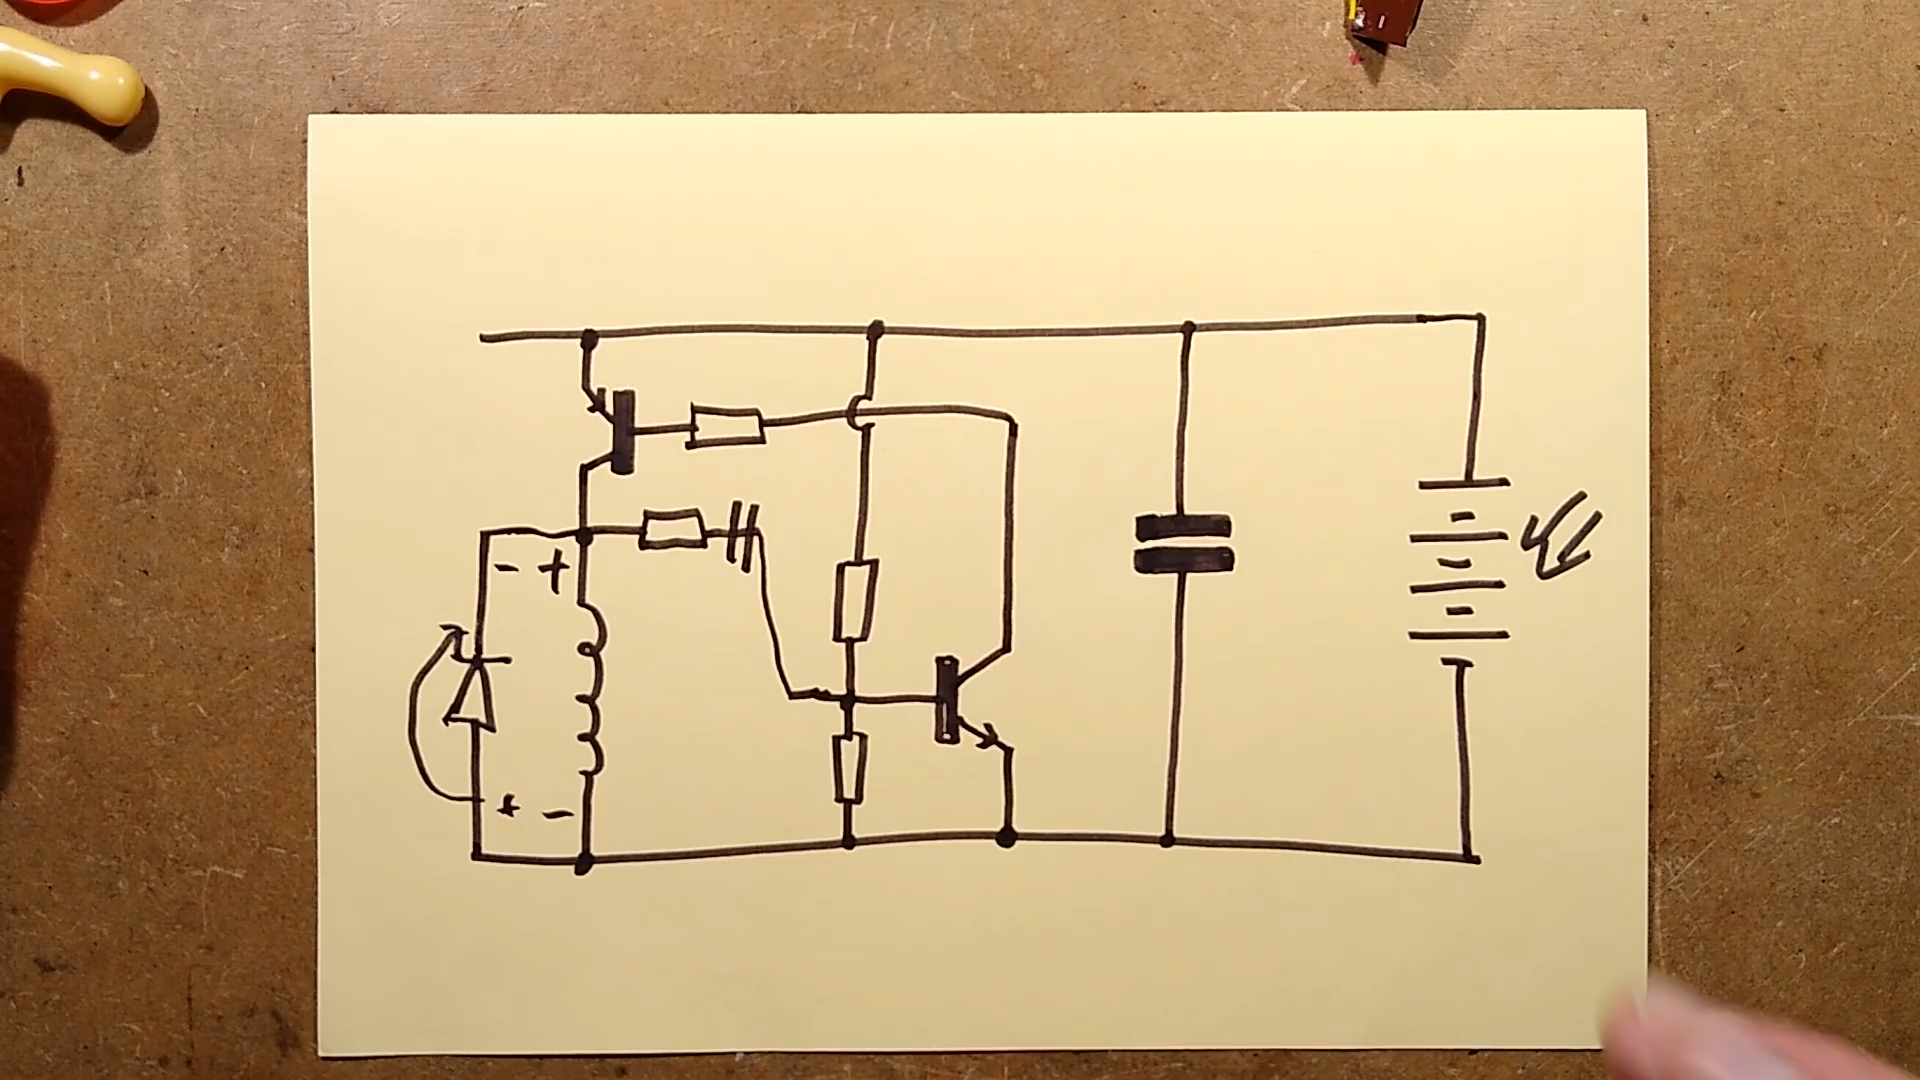 - +
+ -